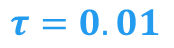 τ = 0.01